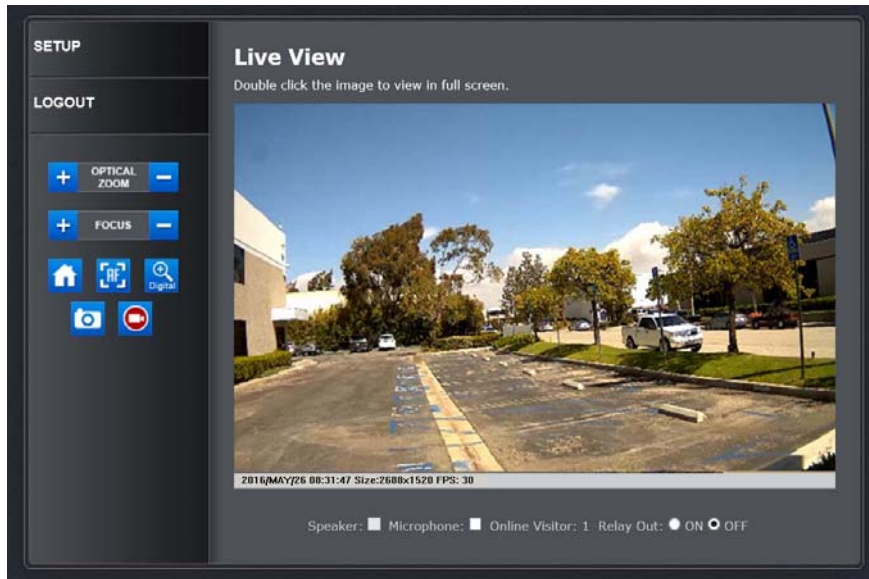 SETUP
LOGOUT
+ OPTICAL ZOOM −
+ FOCUS −
AF
Digital
Live View
Double click the image to view in full screen.
2016/MAY/26 08:31:47 Size:2688x1520 FPS: 30
Speaker: Microphone: Online Visitor: 1 Relay Out: ON OFF